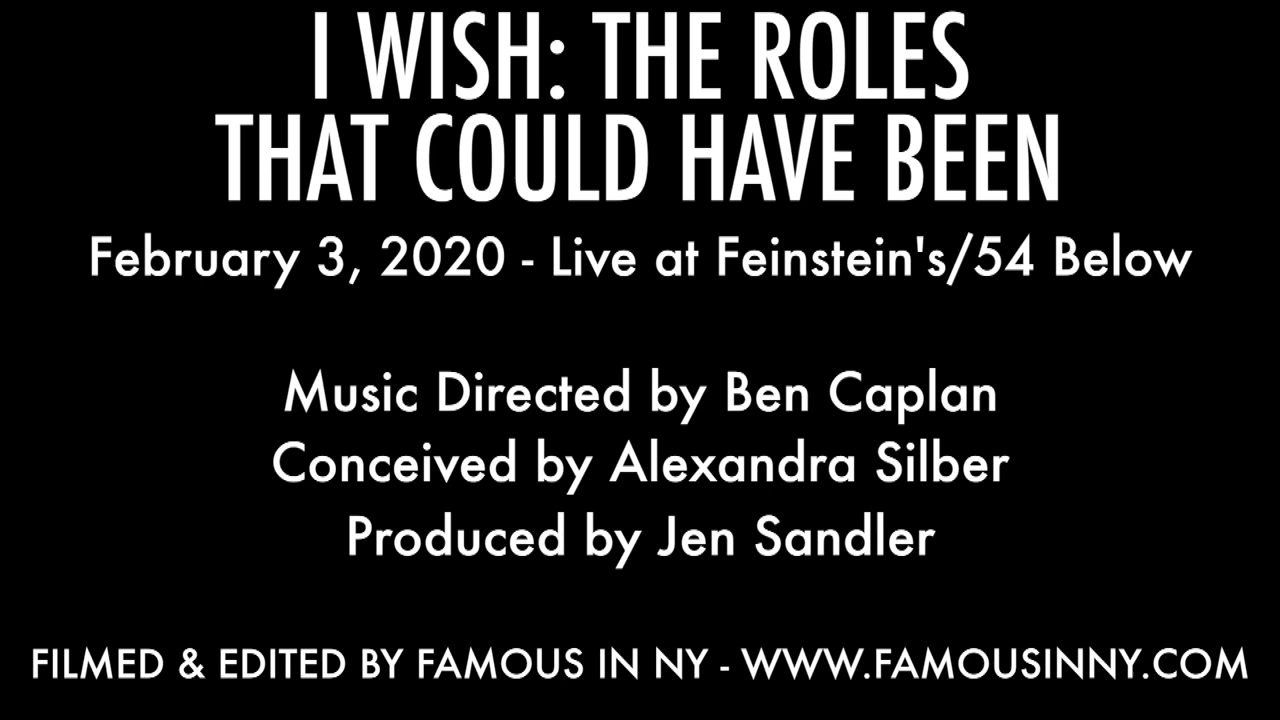 I WISH: THE ROLES
THAT COULD HAVE BEEN
February 3, 2020 - Live at Feinstein's/54 Below
Music Directed by Ben Caplan
Conceived by Alexandra Silber
Produced by Jen Sandler
FILMED & EDITED BY FAMOUS IN NY - WWW.FAMOUSINNY.COM